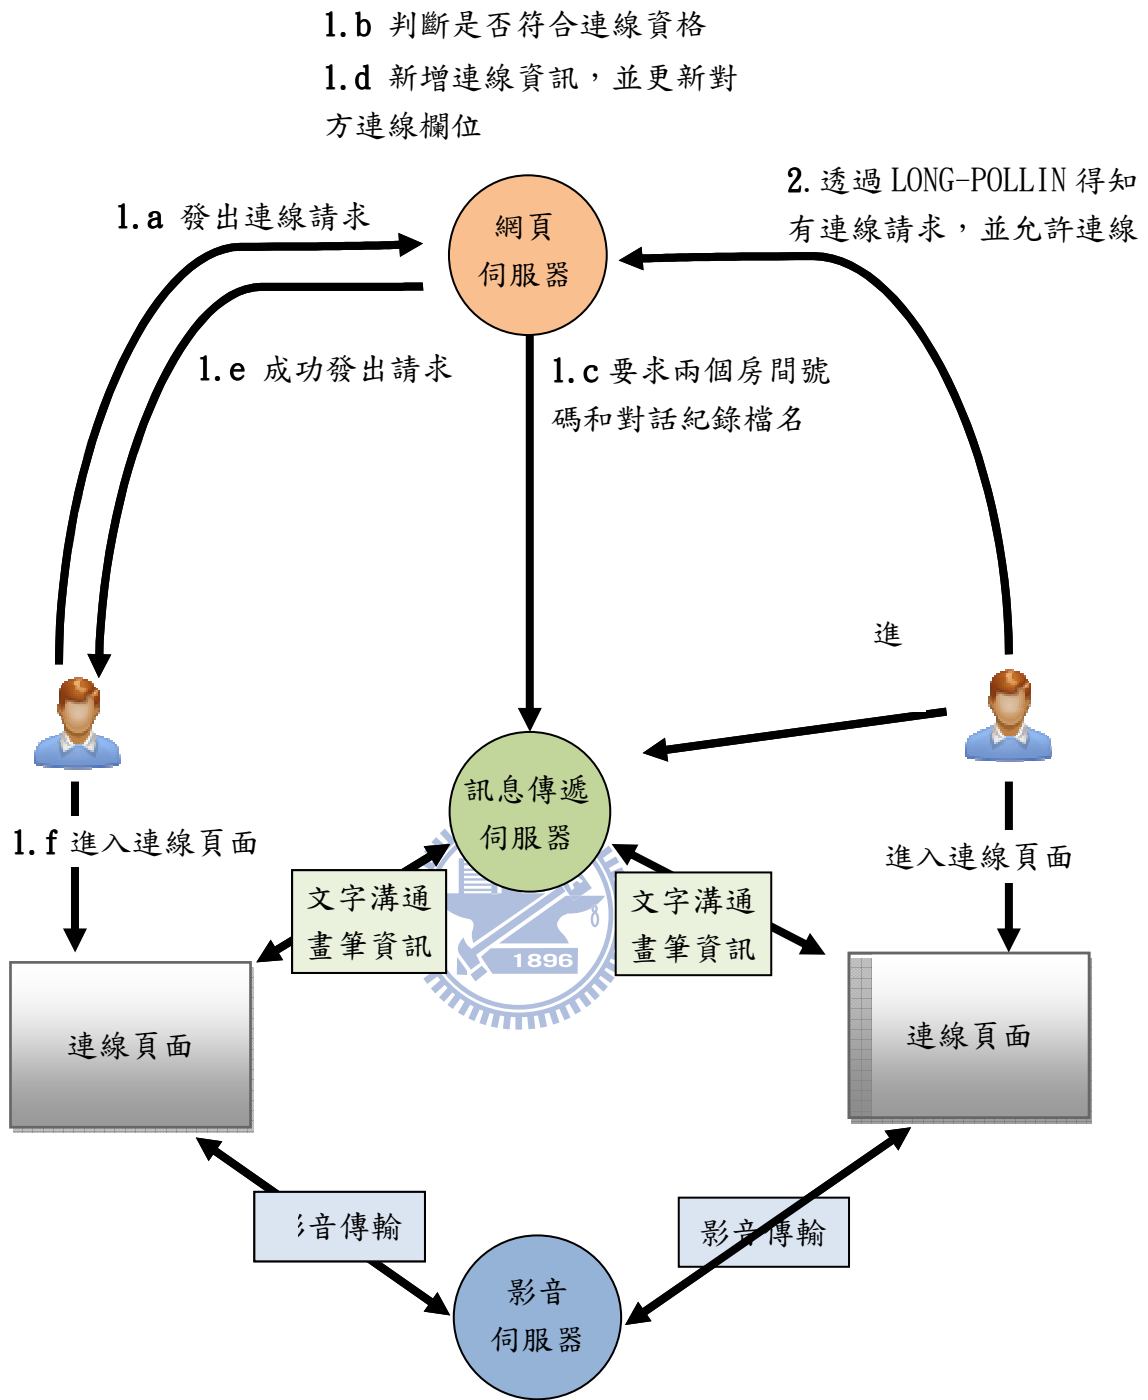 1.b 判斷是否符合連線資格
1.d 新增連線資訊，並更新對
方連線欄位
2.透過 LONG-POLLIN 得知
有連線請求，並允許連線
1.a 發出連線請求
網頁
伺服器
1.e 成功發出請求
1.c 要求兩個房間號
碼和對話紀錄檔名
進
訊息傳遞
伺服器
1.f 進入連線頁面
進入連線頁面
文字溝通
畫筆資訊
文字溝通
畫筆資訊
1896
連線頁面
連線頁面
音傳輸
影音傳輸
影音
伺服器